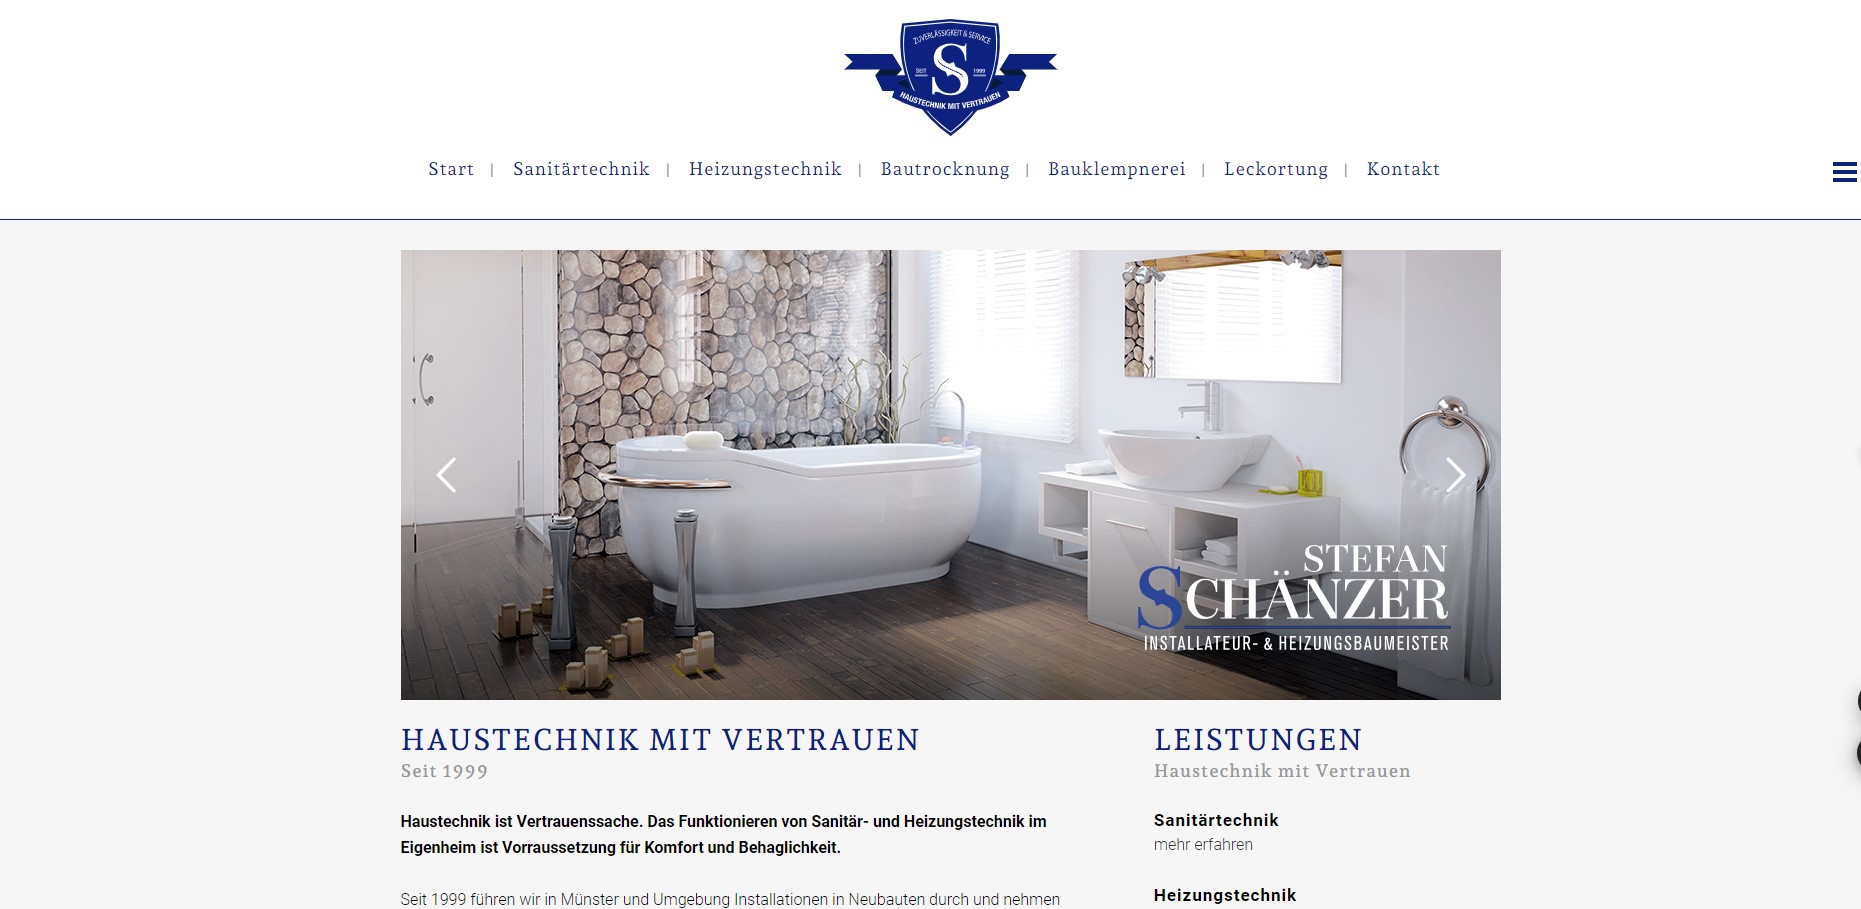 ZUVERLÄSSIGKEIT & SERVICE
SEIT S 1999
HAUSTECHNIK MIT VERTRAUEN
Start | Sanitärtechnik | Heizungstechnik | Bautrocknung | Bauklempnerei | Leckortung | Kontakt
STEFAN
SCHÄNZER
INSTALLATEUR- & HEIZUNGSBAUMEISTER
HAUSTECHNIK MIT VERTRAUEN
Seit 1999
Haustechnik ist Vertrauenssache. Das Funktionieren von Sanitär- und Heizungstechnik im
Eigenheim ist Vorraussetzung für Komfort und Behaglichkeit.
Seit 1999 führen wir in Münster und Umgebung Installationen in Neubauten durch und nehmen
LEISTUNGEN
Haustechnik mit Vertrauen
Sanitärtechnik
mehr erfahren
Heizungstechnik